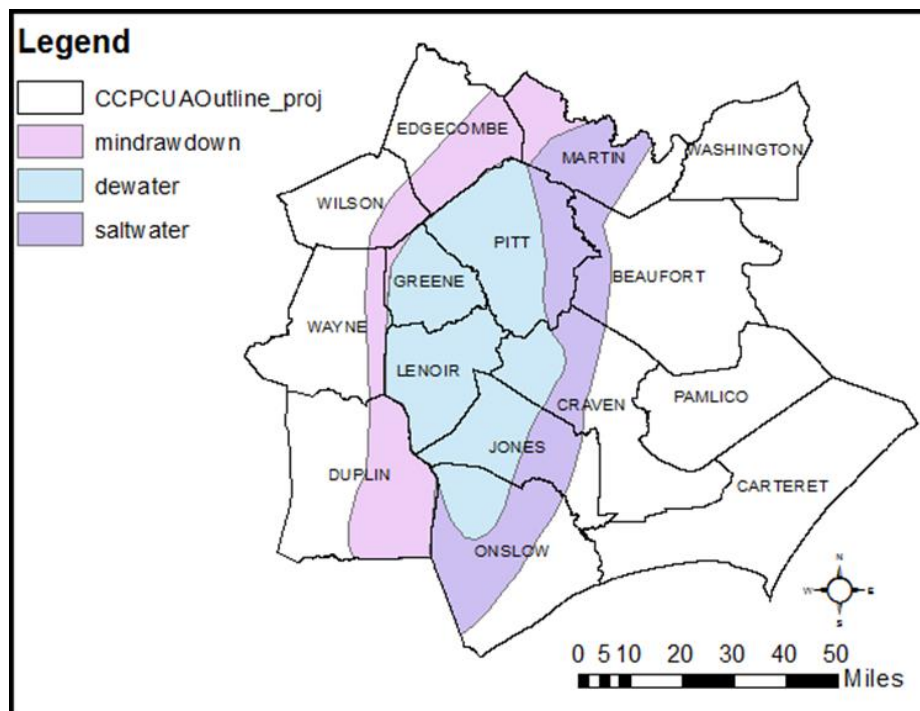 Legend
CCPCUAOutline_proj
mindrawdown
dewater
saltwater
EDGECOMBE
MARTIN
WASHINGTON
WILSON
PITT
GREENE
BEAUFORT
WAYNE
LENOIR
CRAVEN
PAMLICO
JONES
DUPLIN
CARTERET
ONSLOW
N
W E
S
0 5 10 20 30 40 50
Miles